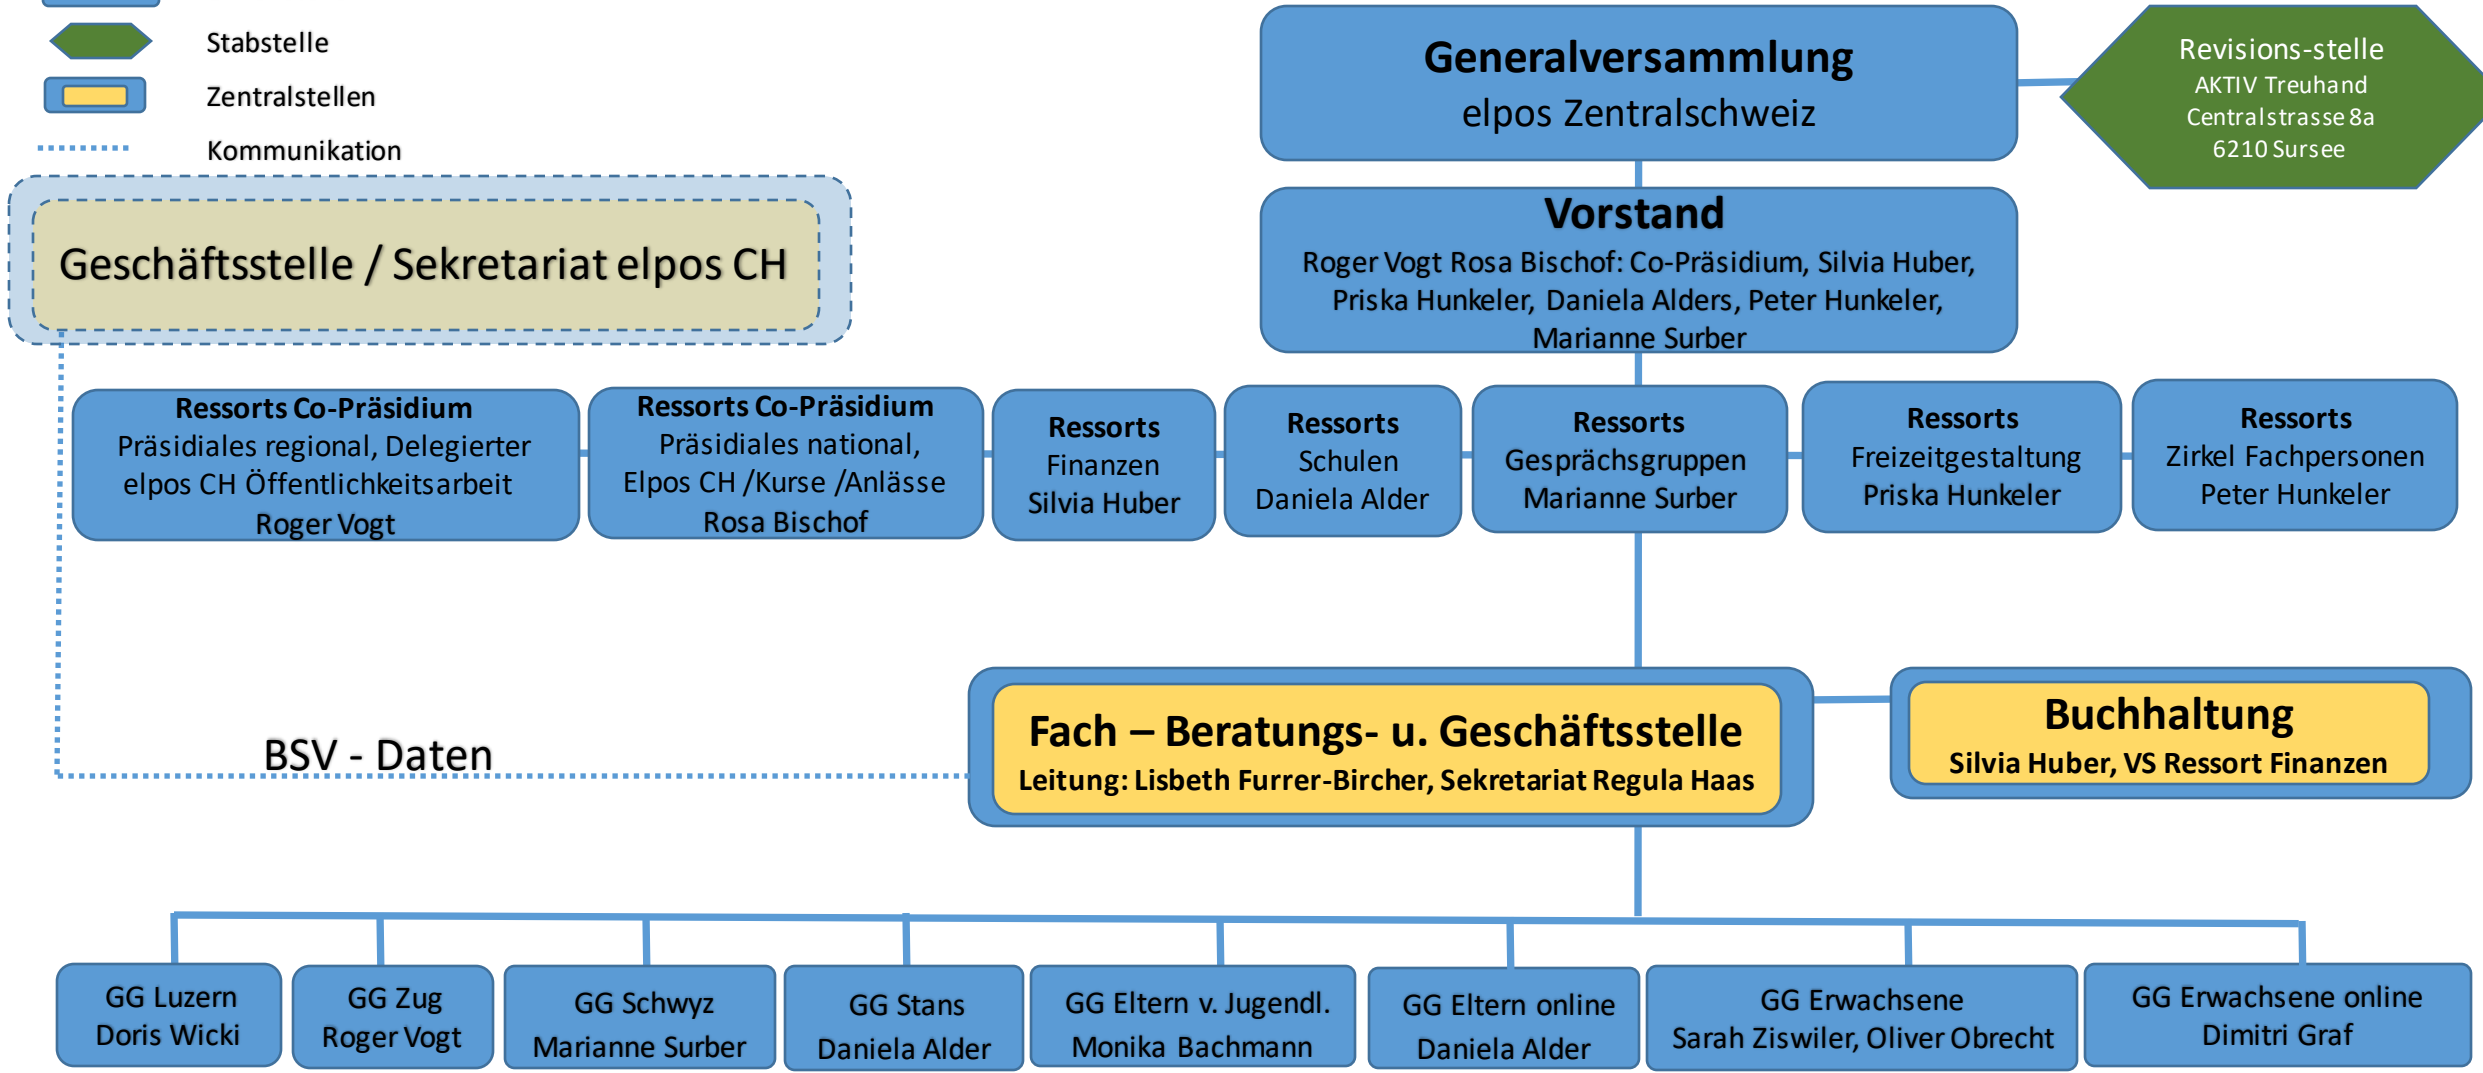 Stabstelle
Zentralstellen
Kommunikation
Generalversammlung
elpos Zentralschweiz
Revisions-stelle
AKTIV Treuhand
Centralstrasse 8a
6210 Sursee
Vorstand
Roger Vogt Rosa Bischof: Co-Präsidium, Silvia Huber,
Priska Hunkeler, Daniela Alders, Peter Hunkeler,
Marianne Surber
Geschäftsstelle / Sekretariat elpos CH
Ressorts Co-Präsidium
Präsidiales regional, Delegierter
elpos CH Öffentlichkeitsarbeit
Roger Vogt
Ressorts Co-Präsidium
Präsidiales national,
Elpos CH /Kurse /Anlässe
Rosa Bischof
Ressorts
Finanzen
Silvia Huber
Ressorts
Schulen
Daniela Alder
Ressorts
Gesprächsgruppen
Marianne Surber
Ressorts
Freizeitgestaltung
Priska Hunkeler
Ressorts
Zirkel Fachpersonen
Peter Hunkeler
BSV - Daten
Fach – Beratungs- u. Geschäftsstelle
Leitung: Lisbeth Furrer-Bircher, Sekretariat Regula Haas
Buchhaltung
Silvia Huber, VS Ressort Finanzen
GG Luzern
Doris Wicki
GG Zug
Roger Vogt
GG Schwyz
Marianne Surber
GG Stans
Daniela Alder
GG Eltern v. Jugendl.
Monika Bachmann
GG Eltern online
Daniela Alder
GG Erwachsene
Sarah Ziswiler, Oliver Obrecht
GG Erwachsene online
Dimitri Graf